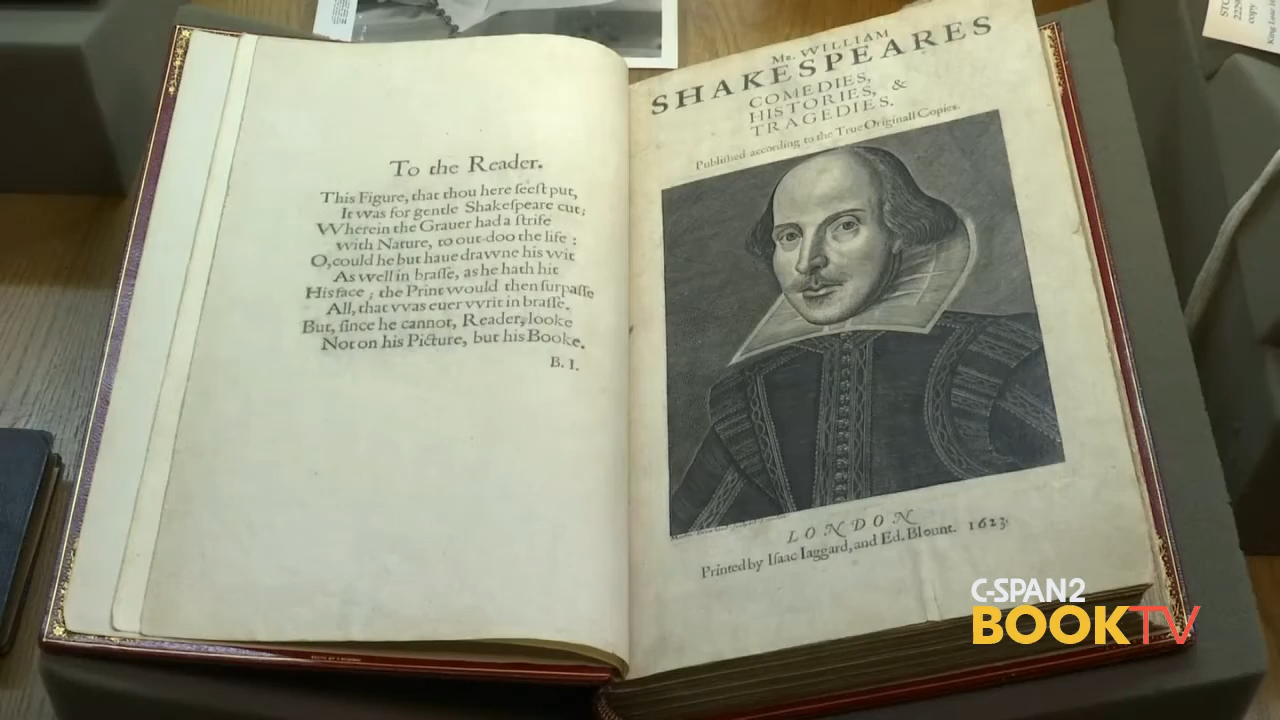 To the Reader.
This Figure, that thou here ſeeſt put,
It was for gentle Shakeſpeare cut;
VVherein the Grauer had a ſtrife
with Nature, to out-doo the life :
O, could he but haue dravvne his wit
As well in braſſe, as he hath hit
His face ; the Print would then ſurpaſſe
All, that vvas euer vvrit in braſſe.
But, ſince he cannot, Reader, looke
Not on his Picture, but his Booke.
B. I.
Mr. WILLIAM
SHAKESPEARES
COMEDIES,
HISTORIES, &
TRAGEDIES.
Publiſhed according to the True Originall Copies.
LONDON
Printed by Iſaac Iaggard, and Ed. Blount. 1623.
C-SPAN2
BOOKTV